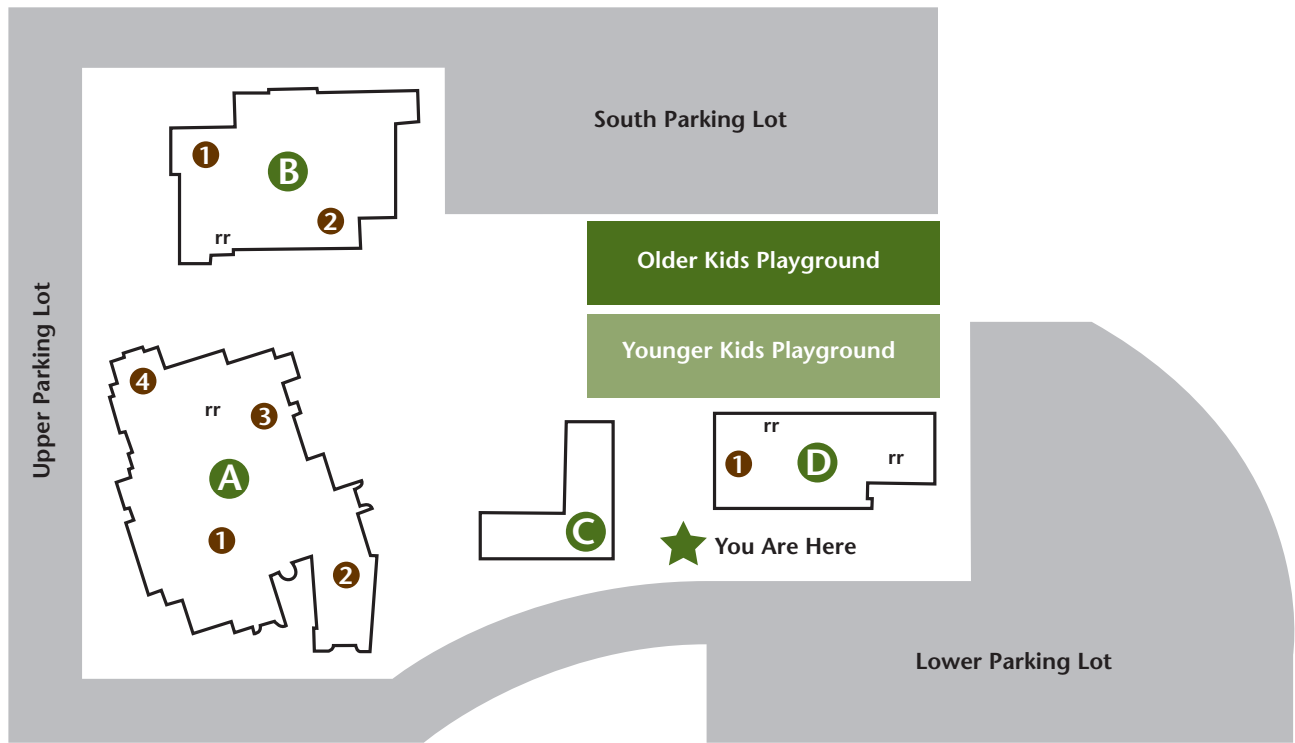 South Parking Lot
1
B
2
rr
Older Kids Playground
Younger Kids Playground
Upper Parking Lot
4
rr
3
A
1
2
C
rr
1
D
rr
You Are Here
Lower Parking Lot